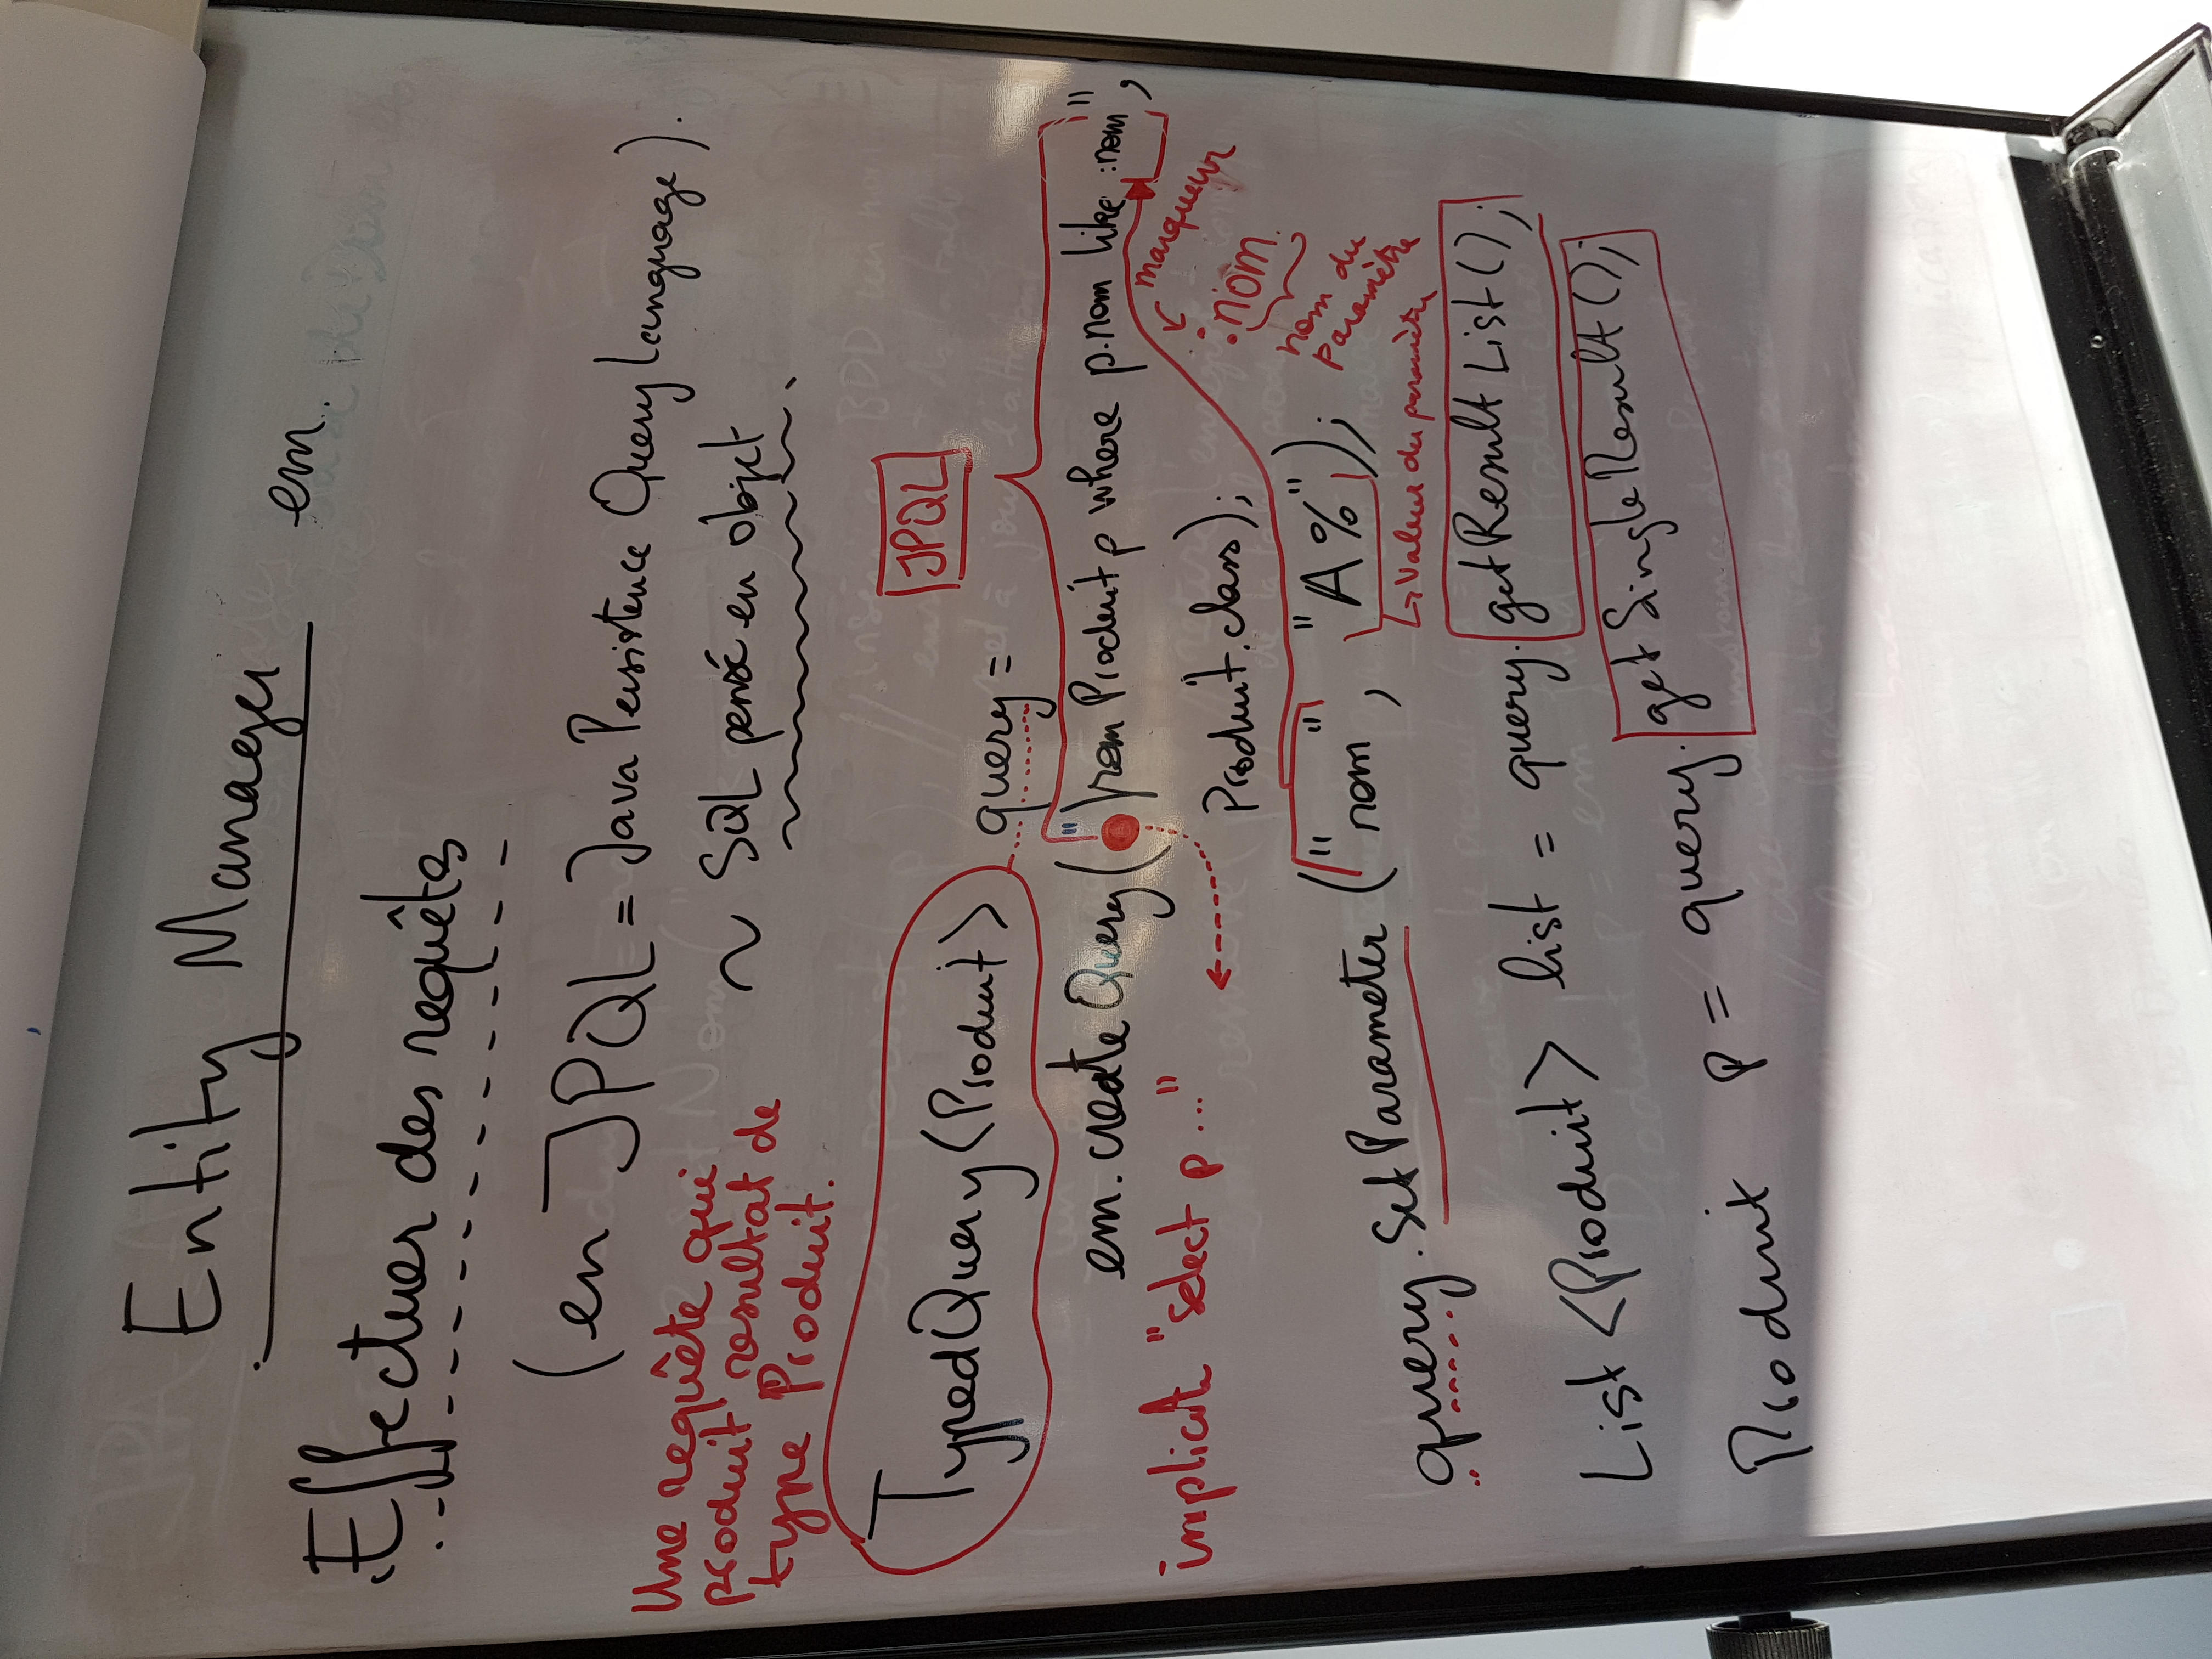 Entity Manager em.
Effectuer des requêtes
(en JPQL = Java Persistence Query Language).
~ SQL pensé en objet.
Une requête qui
produit resultat de
type Produit.
TypedQuery<Produit> query =
JPQL
em.createQuery("from Produit p where p.nom like :nom",
implicite "select p ..."
Produit.class);
marqueur
:nom.
nom du
paramètre
query.setParameter("nom", "A%");
↳ Valeur du paramètre
List <Produit> list = query.getResultList();
Produit p = query.getSingleResult();